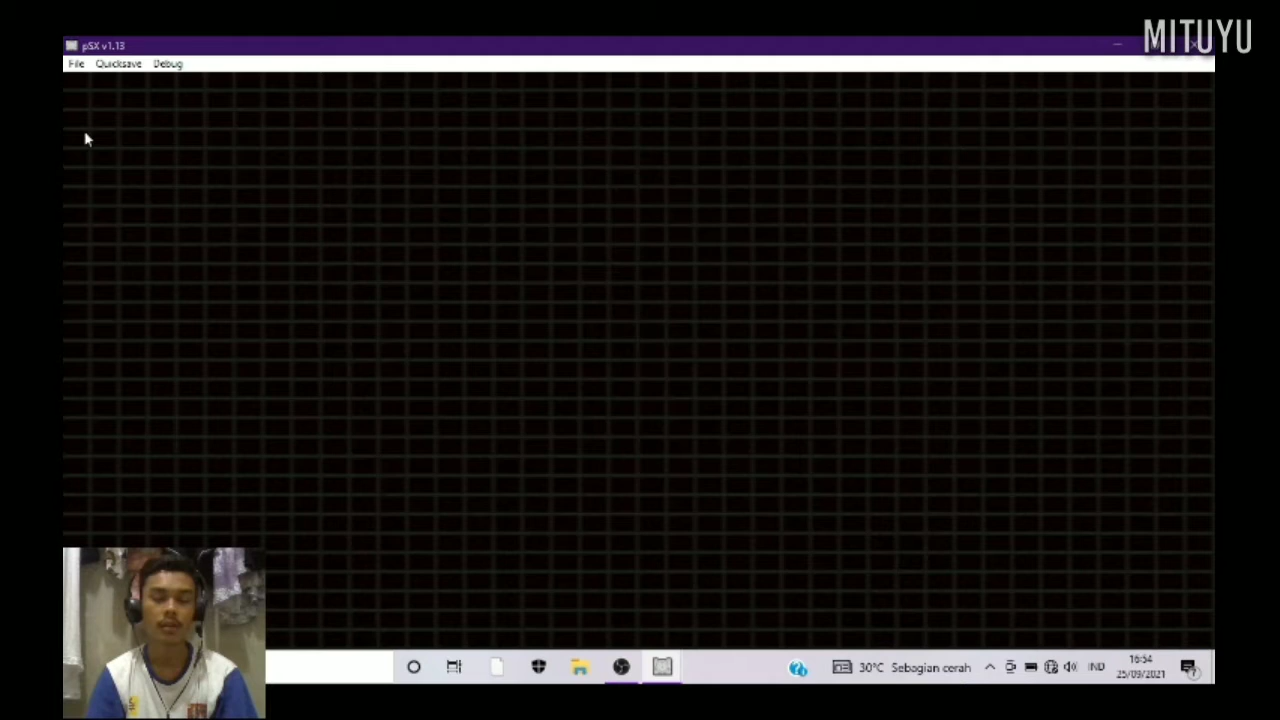 MITUYU
pSX v1.13
File Quicksave Debug
30°C Sebagian cerah
IND
16:54
25/09/2021